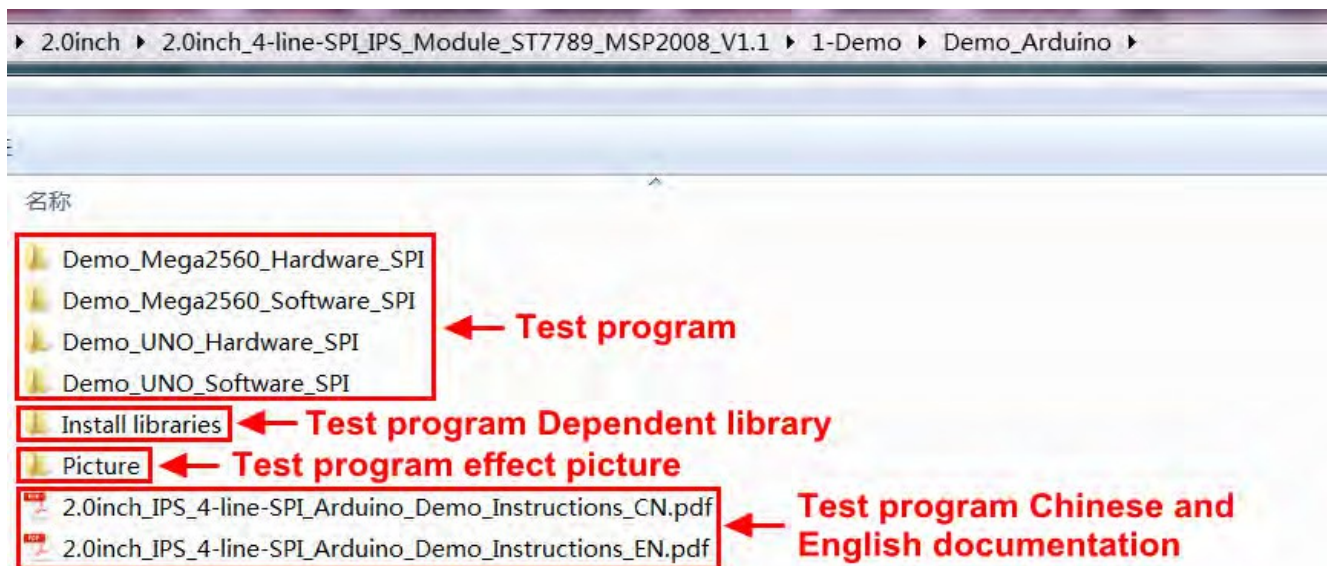 2.0inch ▸ 2.0inch_4-line-SPI_IPS_Module_ST7789_MSP2008_V1.1 ▸ 1-Demo ▸ Demo_Arduino ▸
名称
Demo_Mega2560_Hardware_SPI
Demo_Mega2560_Software_SPI
Demo_UNO_Hardware_SPI
Demo_UNO_Software_SPI
Test program
Install libraries
Test program Dependent library
Picture
Test program effect picture
2.0inch_IPS_4-line-SPI_Arduino_Demo_Instructions_CN.pdf
2.0inch_IPS_4-line-SPI_Arduino_Demo_Instructions_EN.pdf
Test program Chinese and
English documentation